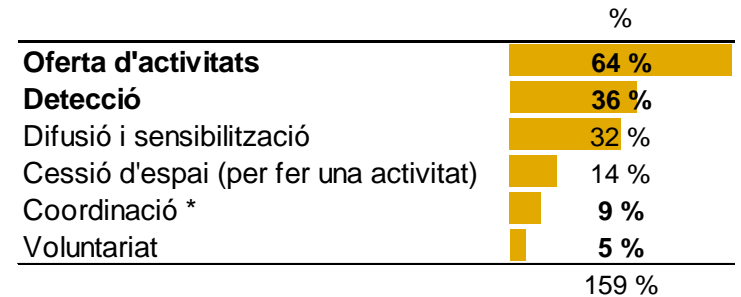 %
Oferta d'activitats 64 %
Detecció 36 %
Difusió i sensibilització 32 %
Cessió d'espai (per fer una activitat) 14 %
Coordinació * 9 %
Voluntariat 5 %
159 %